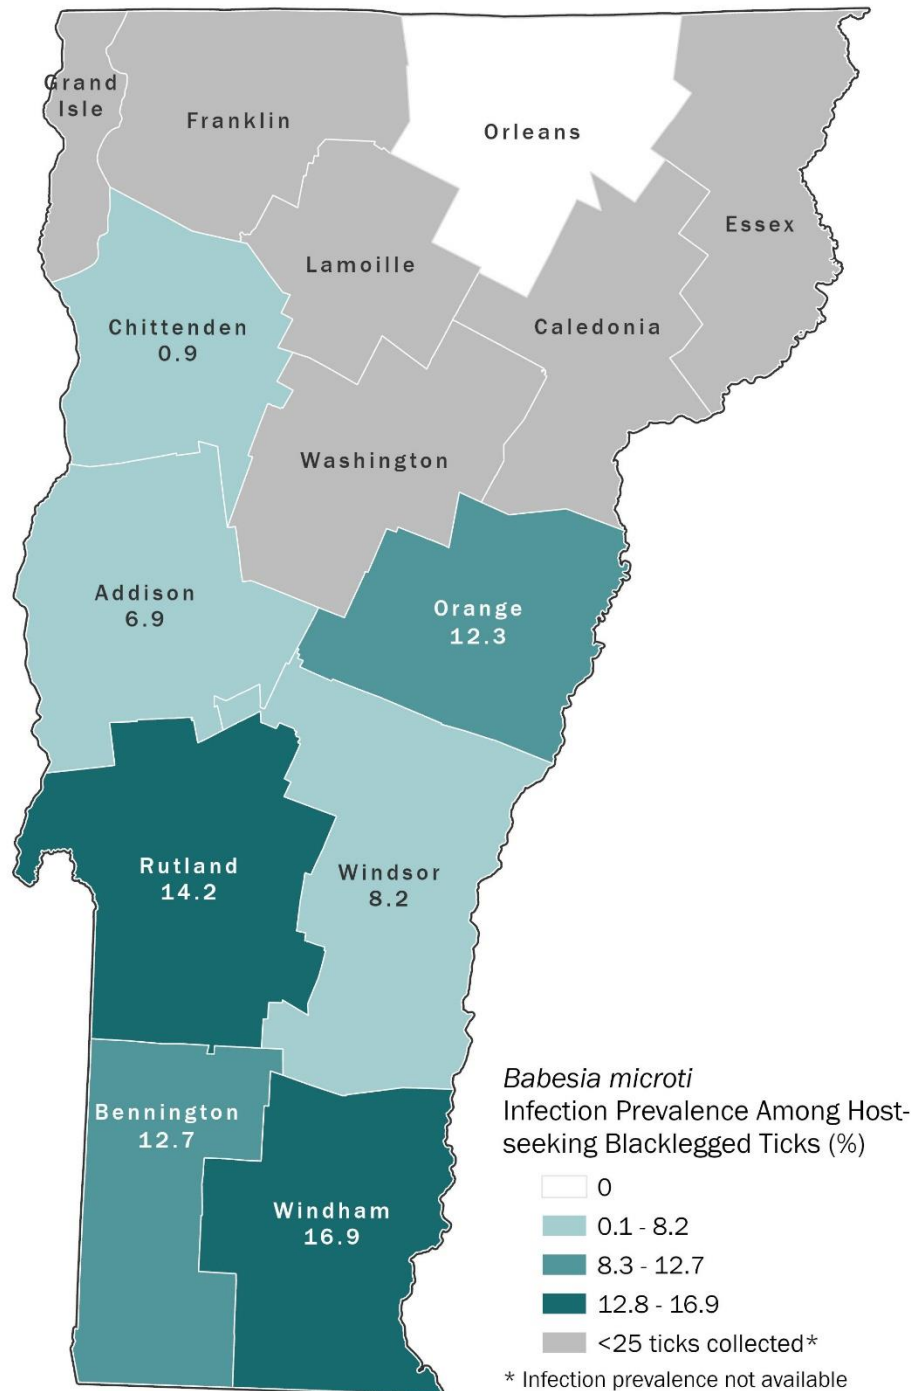 Grand
Isle
Franklin
Orleans
Essex
Lamoille
Chittenden
0.9
Caledonia
Washington
Addison
6.9
Orange
12.3
Rutland
14.2
Windsor
8.2
Bennington
12.7
Windham
16.9
Babesia microti
Infection Prevalence Among Host-
seeking Blacklegged Ticks (%)
0
0.1 - 8.2
8.3 - 12.7
12.8 - 16.9
<25 ticks collected*
* Infection prevalence not available